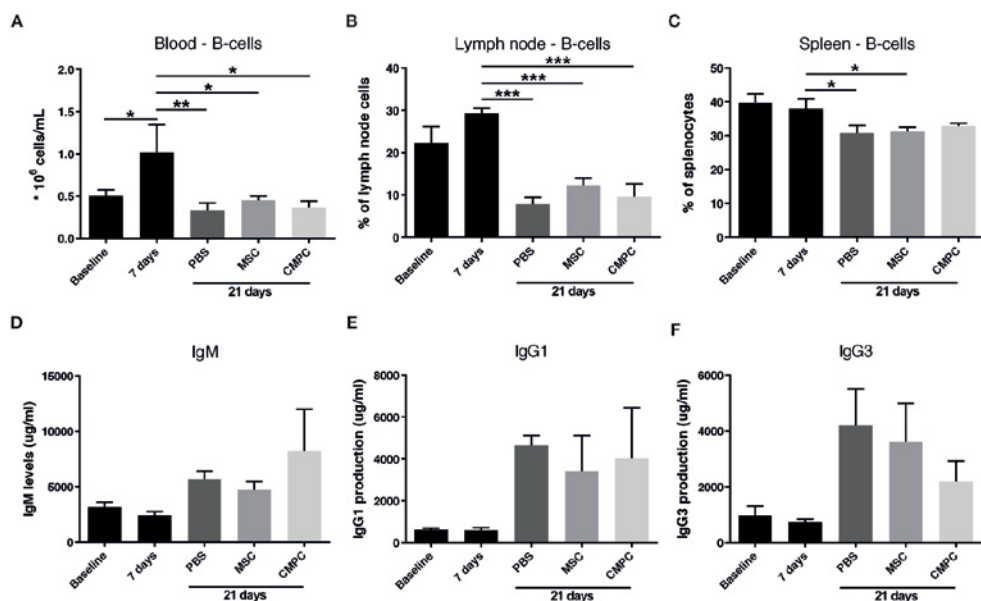 A
Blood - B-cells
* 10⁶ cells/mL
2.0
1.5
1.0
0.5
0.0
*
*
*
**
Baseline
7 days
PBS
MSC
CMPC
21 days
B
Lymph node - B-cells
% of lymph node cells
40
30
20
10
0
***
***
***
Baseline
7 days
PBS
MSC
CMPC
21 days
C
Spleen - B-cells
% of splenocytes
50
40
30
20
10
0
*
*
Baseline
7 days
PBS
MSC
CMPC
21 days
D
IgM
IgM levels (ug/ml)
15000
10000
5000
0
Baseline
7 days
PBS
MSC
CMPC
21 days
E
IgG1
IgG1 production (ug/ml)
8000
6000
4000
2000
0
Baseline
7 days
PBS
MSC
CMPC
21 days
F
IgG3
IgG3 production (ug/ml)
6000
4000
2000
0
Baseline
7 days
PBS
MSC
CMPC
21 days